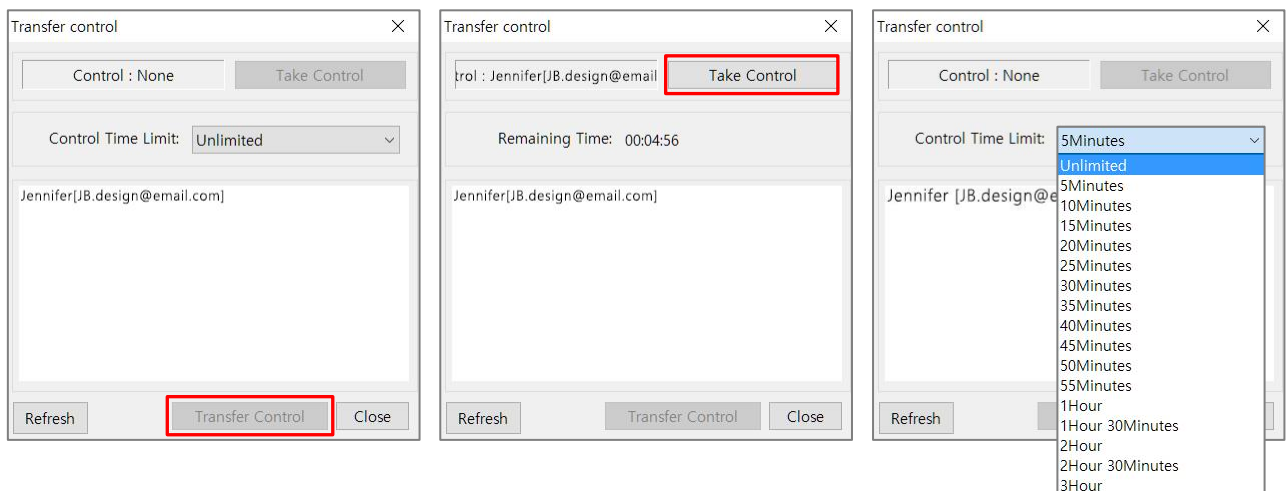 Transfer control
Control : None
Take Control
Control Time Limit:
Unlimited
Jennifer[JB.design@email.com]
Refresh
Transfer Control
Close
Transfer control
trol : Jennifer[JB.design@email
Take Control
Remaining Time: 00:04:56
Jennifer[JB.design@email.com]
Refresh
Transfer Control
Close
Transfer control
Control : None
Take Control
Control Time Limit:
5Minutes
Unlimited
5Minutes
10Minutes
15Minutes
20Minutes
25Minutes
30Minutes
35Minutes
40Minutes
45Minutes
50Minutes
55Minutes
1Hour
1Hour 30Minutes
2Hour
2Hour 30Minutes
3Hour
Jennifer [JB.design@e
Refresh